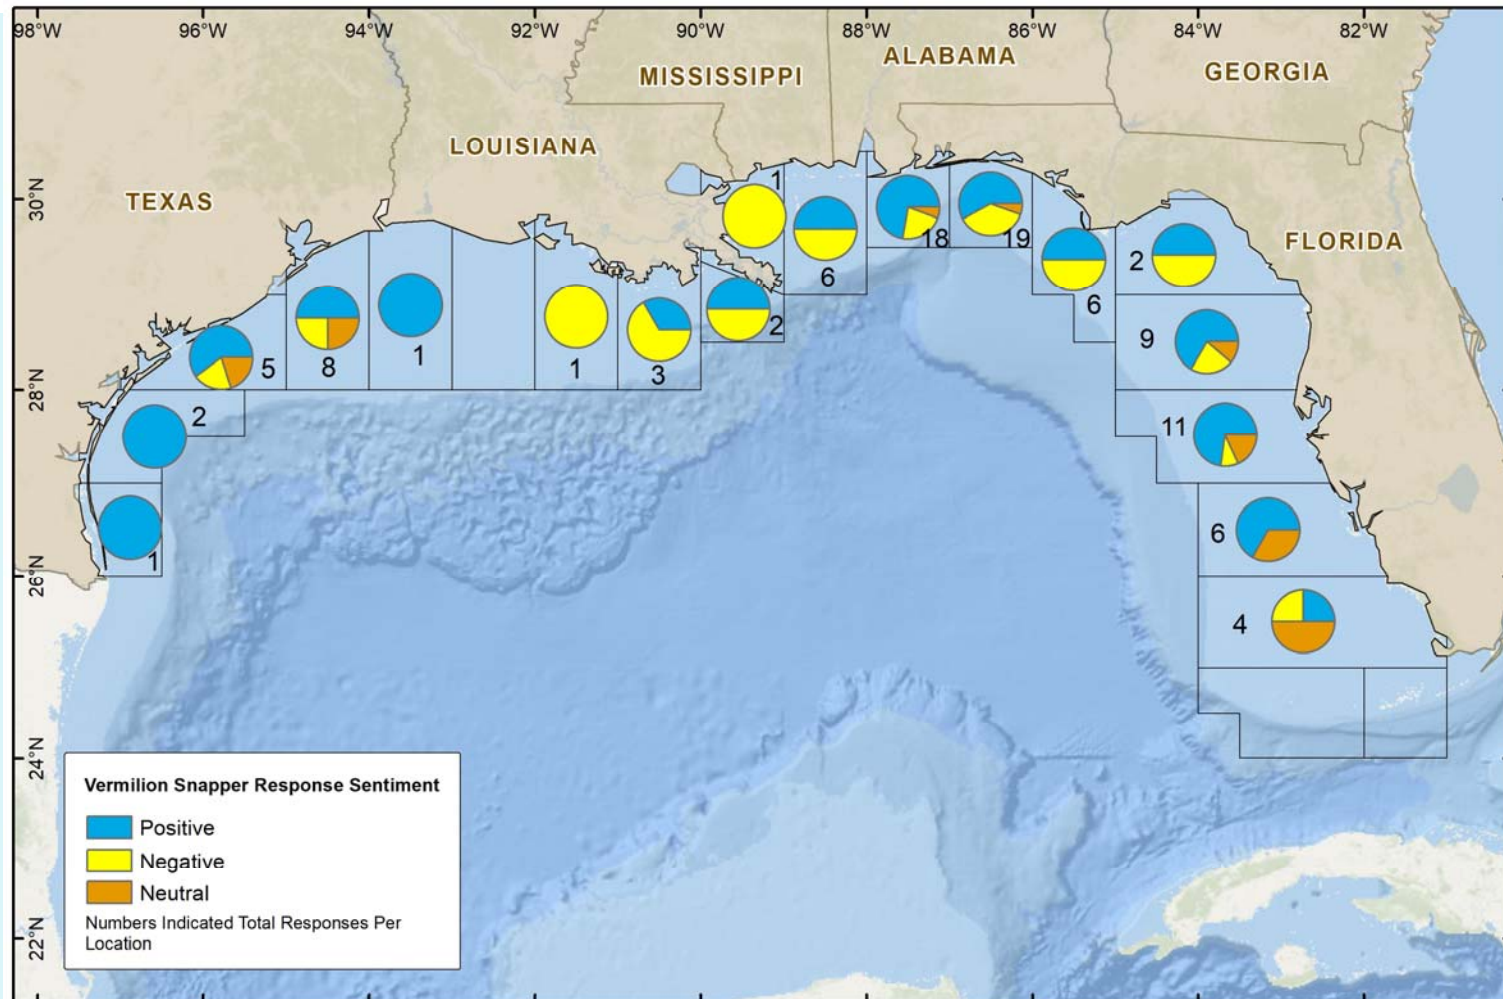 98°W 96°W 94°W 92°W 90°W 88°W 86°W 84°W 82°W
ALABAMA
MISSISSIPPI
GEORGIA
LOUISIANA
TEXAS
30°N
FLORIDA
1
18
19
2
6
6
2
9
5
8
1
1
3
28°N
2
11
6
1
26°N
4
24°N
22°N
Vermilion Snapper Response Sentiment
Positive
Negative
Neutral
Numbers Indicated Total Responses Per
Location